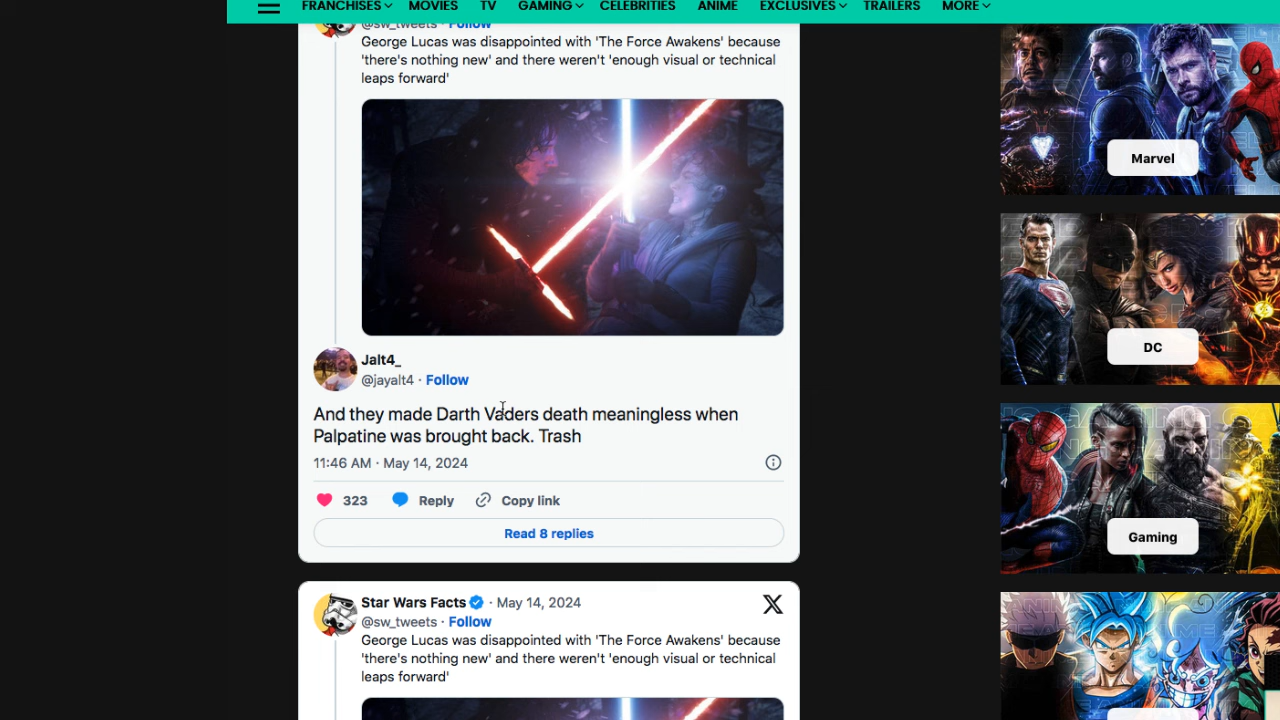 FRANCHISES MOVIES TV GAMING CELEBRITIES ANIME EXCLUSIVES TRAILERS MORE
@sw_tweets · Follow
George Lucas was disappointed with 'The Force Awakens' because
'there's nothing new' and there weren't 'enough visual or technical
leaps forward'
Jalt4_
@jayalt4 · Follow
And they made Darth Vaders death meaningless when
Palpatine was brought back. Trash
11:46 AM · May 14, 2024
323 Reply Copy link
Read 8 replies
Star Wars Facts · May 14, 2024
@sw_tweets · Follow
George Lucas was disappointed with 'The Force Awakens' because
'there's nothing new' and there weren't 'enough visual or technical
leaps forward'
Marvel
DC
Gaming